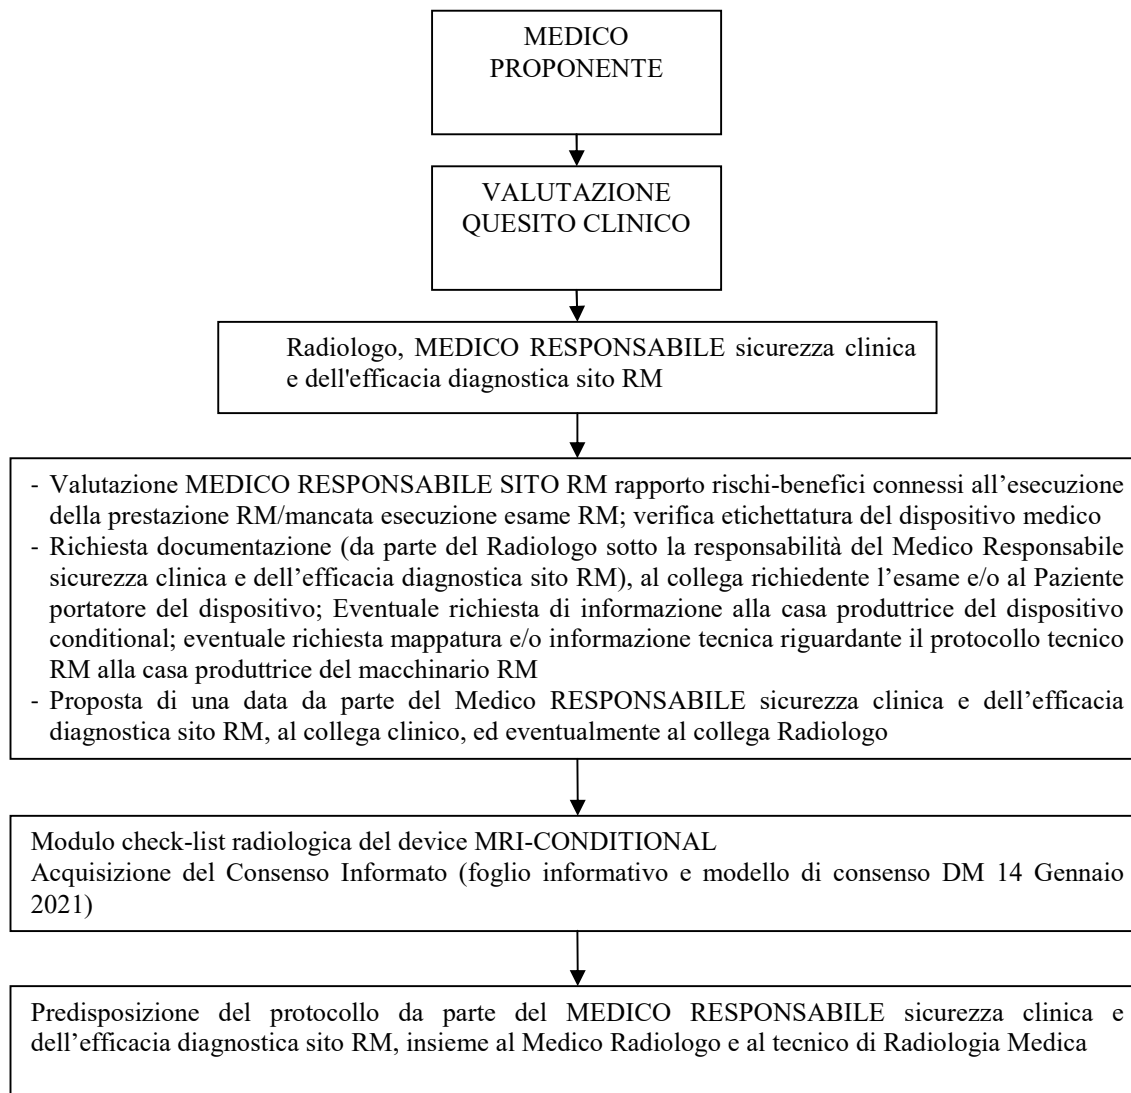 MEDICO
PROPONENTE
VALUTAZIONE
QUESITO CLINICO
Radiologo, MEDICO RESPONSABILE sicurezza clinica
e dell'efficacia diagnostica sito RM
- Valutazione MEDICO RESPONSABILE SITO RM rapporto rischi-benefici connessi all’esecuzione
della prestazione RM/mancata esecuzione esame RM; verifica etichettatura del dispositivo medico
- Richiesta documentazione (da parte del Radiologo sotto la responsabilità del Medico Responsabile
sicurezza clinica e dell’efficacia diagnostica sito RM), al collega richiedente l’esame e/o al Paziente
portatore del dispositivo; Eventuale richiesta di informazione alla casa produttrice del dispositivo
conditional; eventuale richiesta mappatura e/o informazione tecnica riguardante il protocollo tecnico
RM alla casa produttrice del macchinario RM
- Proposta di una data da parte del Medico RESPONSABILE sicurezza clinica e dell’efficacia
diagnostica sito RM, al collega clinico, ed eventualmente al collega Radiologo
Modulo check-list radiologica del device MRI-CONDITIONAL
Acquisizione del Consenso Informato (foglio informativo e modello di consenso DM 14 Gennaio
2021)
Predisposizione del protocollo da parte del MEDICO RESPONSABILE sicurezza clinica e
dell’efficacia diagnostica sito RM, insieme al Medico Radiologo e al tecnico di Radiologia Medica